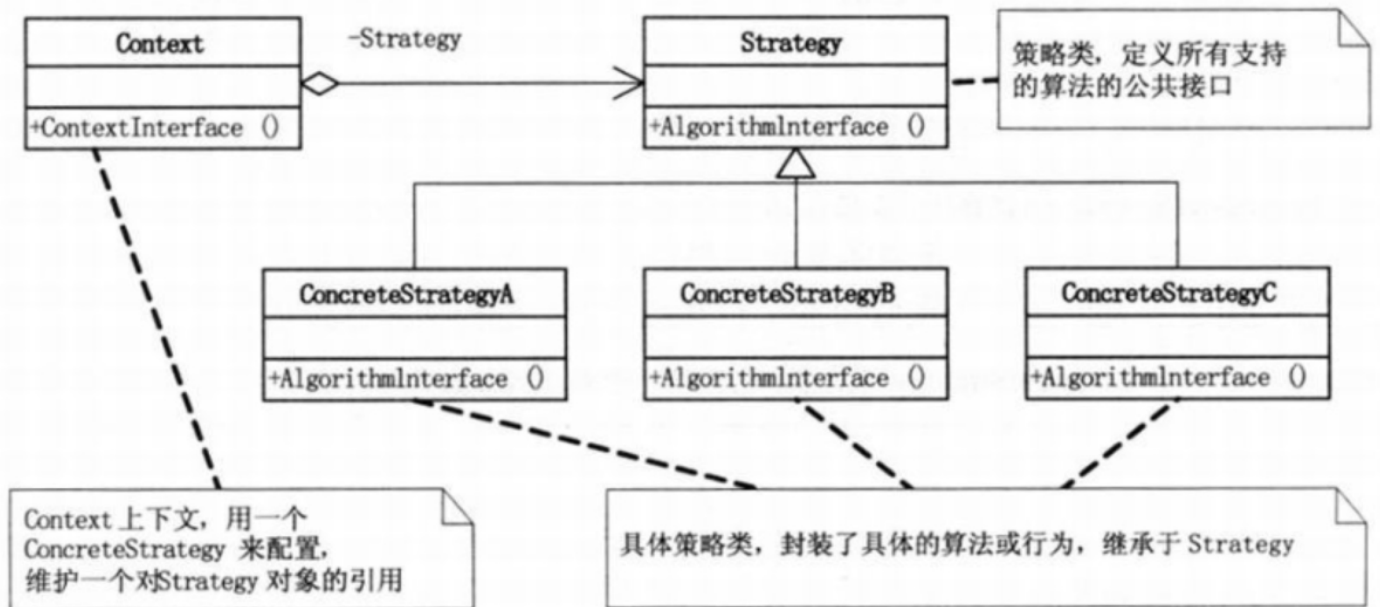 Context
-Strategy
Strategy
策略类，定义所有支持
的算法的公共接口
+ContextInterface ()
+AlgorithmInterface ()
ConcreteStrategyA
ConcreteStrategyB
ConcreteStrategyC
+AlgorithmInterface ()
+AlgorithmInterface ()
+AlgorithmInterface ()
Context 上下文，用一个
ConcreteStrategy 来配置，
维护一个对Strategy 对象的引用
具体策略类，封装了具体的算法或行为，继承于 Strategy